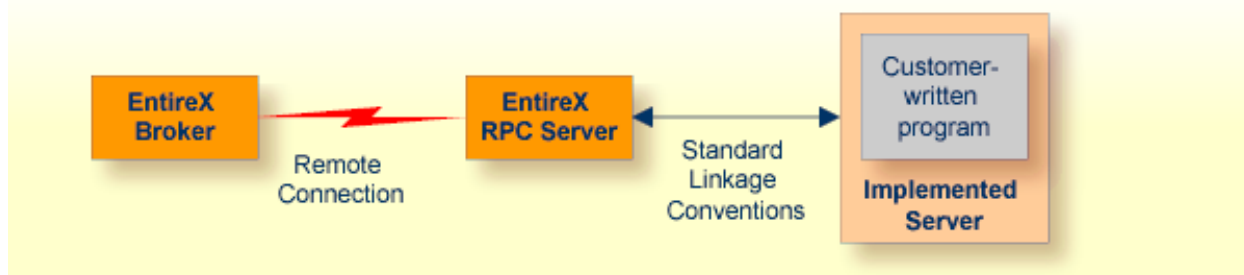 EntireX
Broker
Remote
Connection
EntireX
RPC Server
Standard
Linkage
Conventions
Customer-
written
program
Implemented
Server